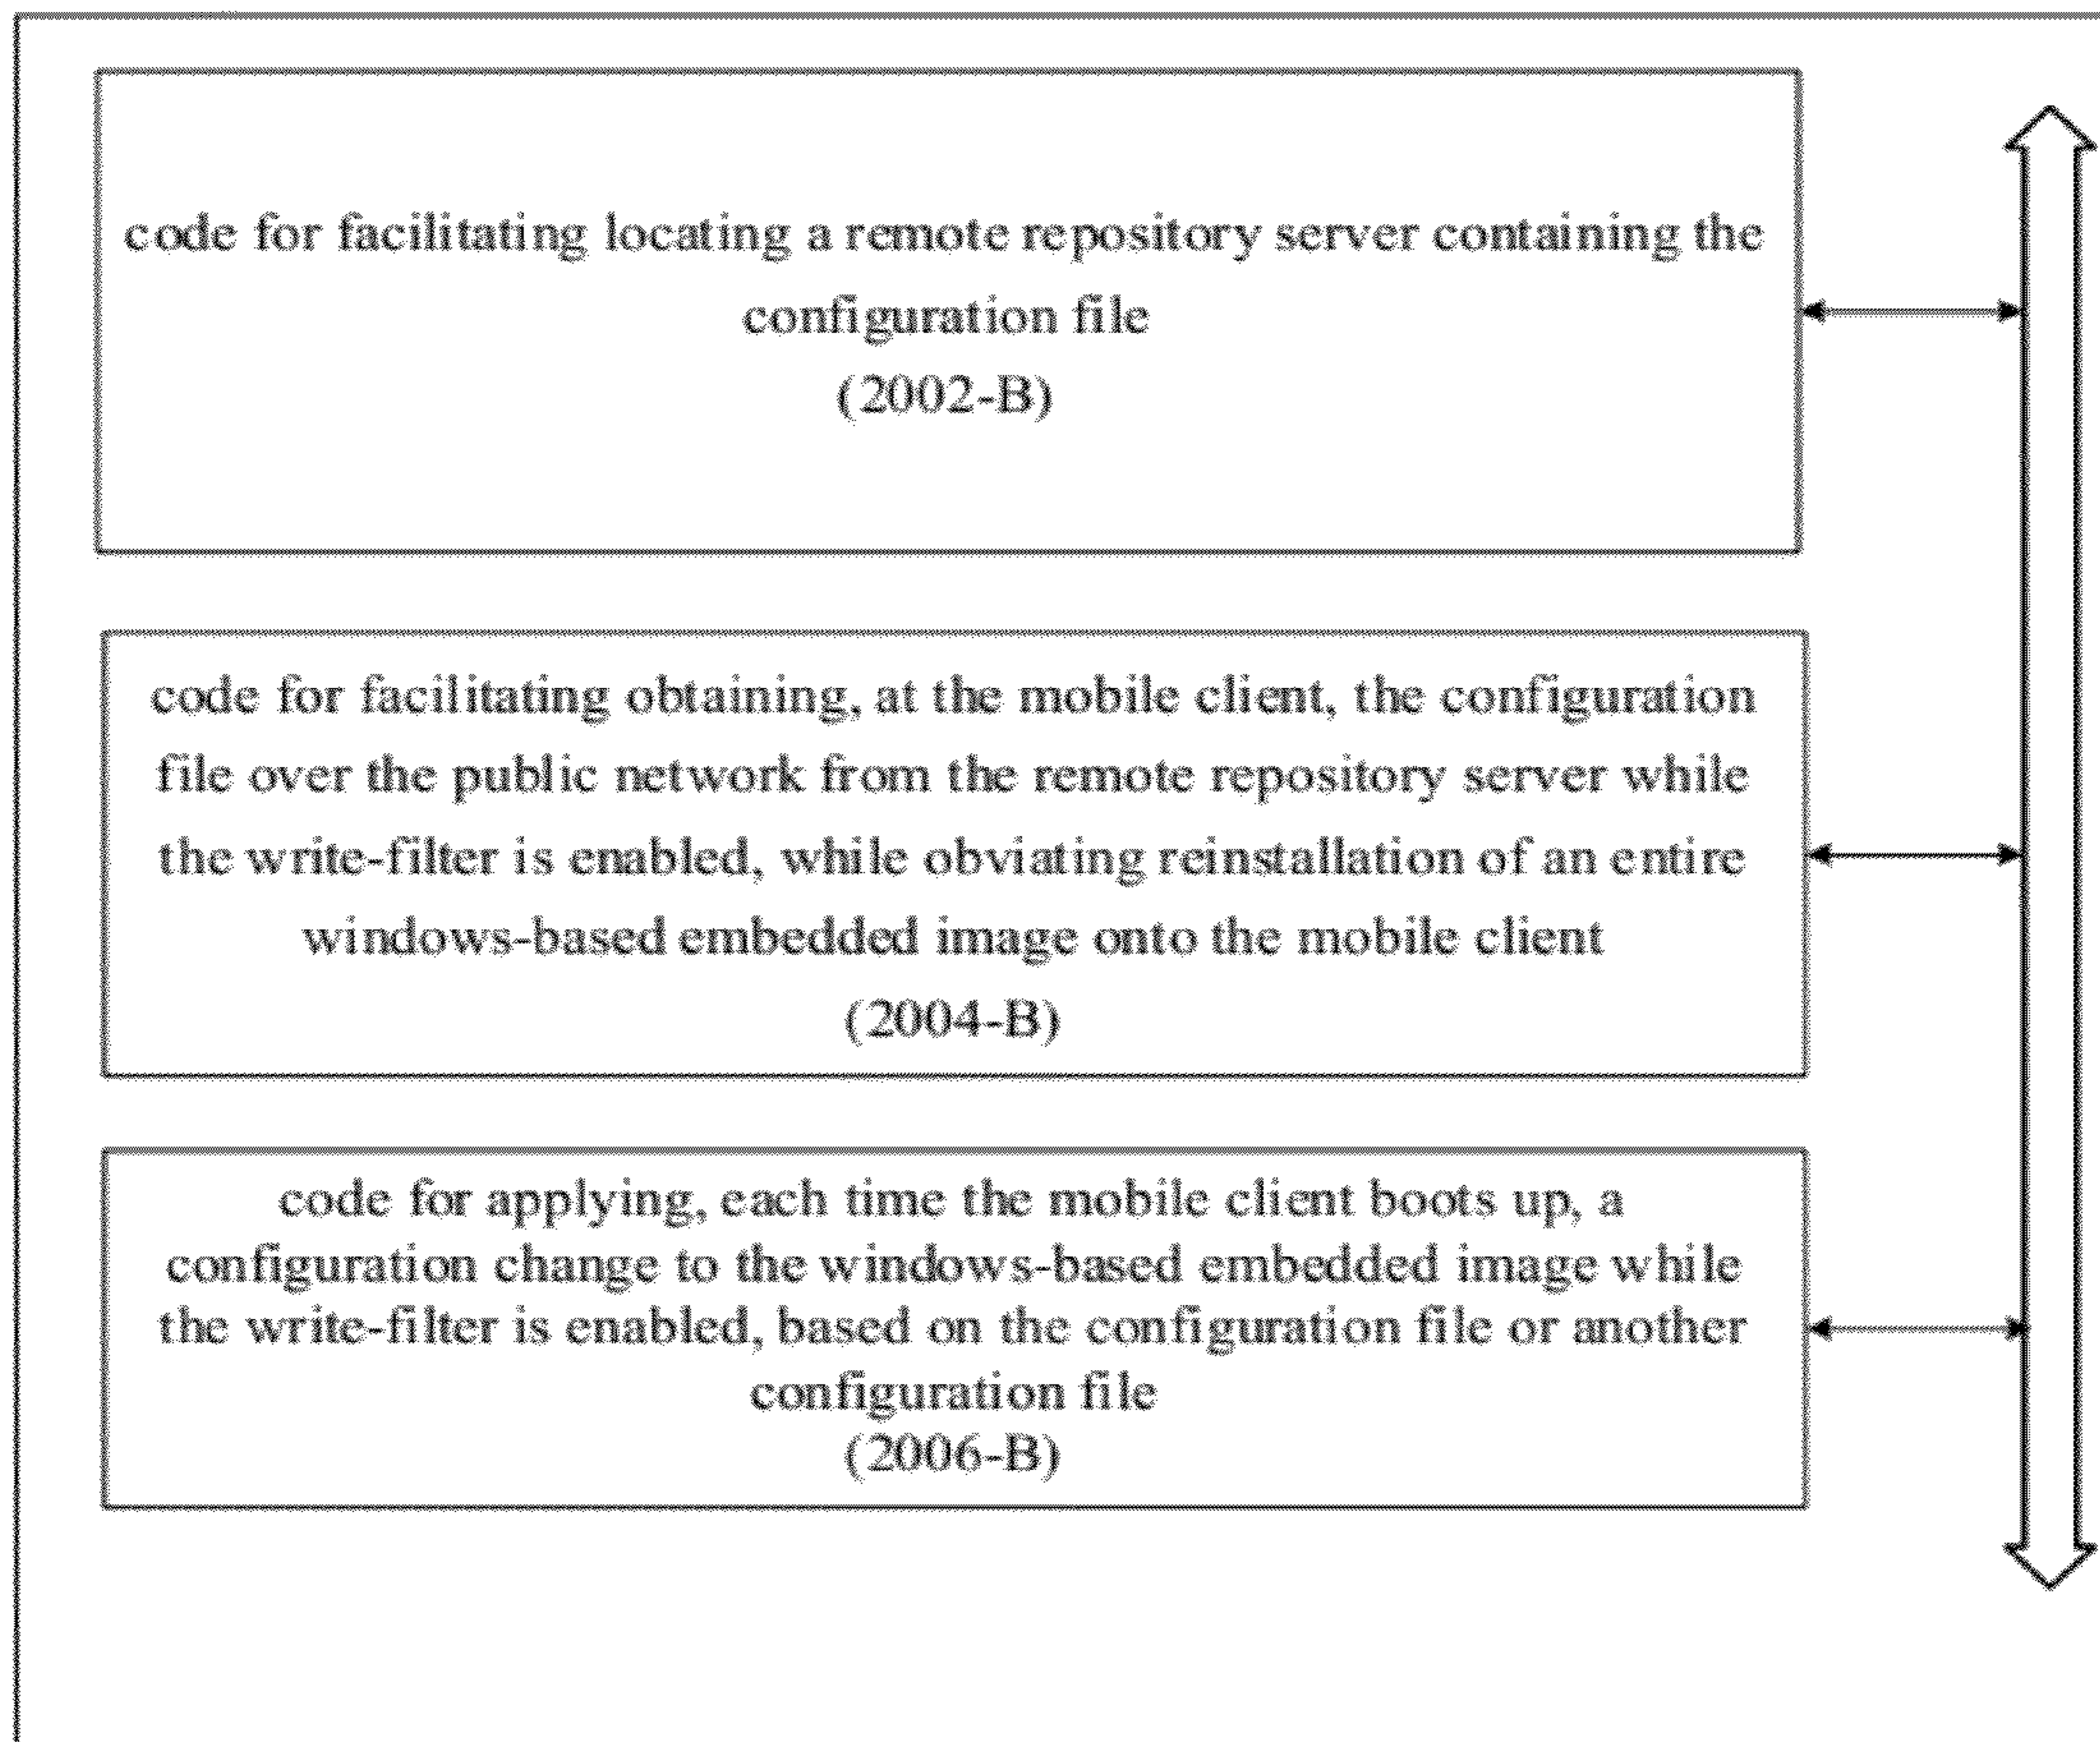 code for facilitating locating a remote repository server containing the
configuration file
(2002-B)
code for facilitating obtaining, at the mobile client, the configuration
file over the public network from the remote repository server while
the write-filter is enabled, while obviating reinstallation of an entire
windows-based embedded image onto the mobile client
(2004-B)
code for applying, each time the mobile client boots up, a
configuration change to the windows-based embedded image while
the write-filter is enabled, based on the configuration file or another
configuration file
(2006-B)